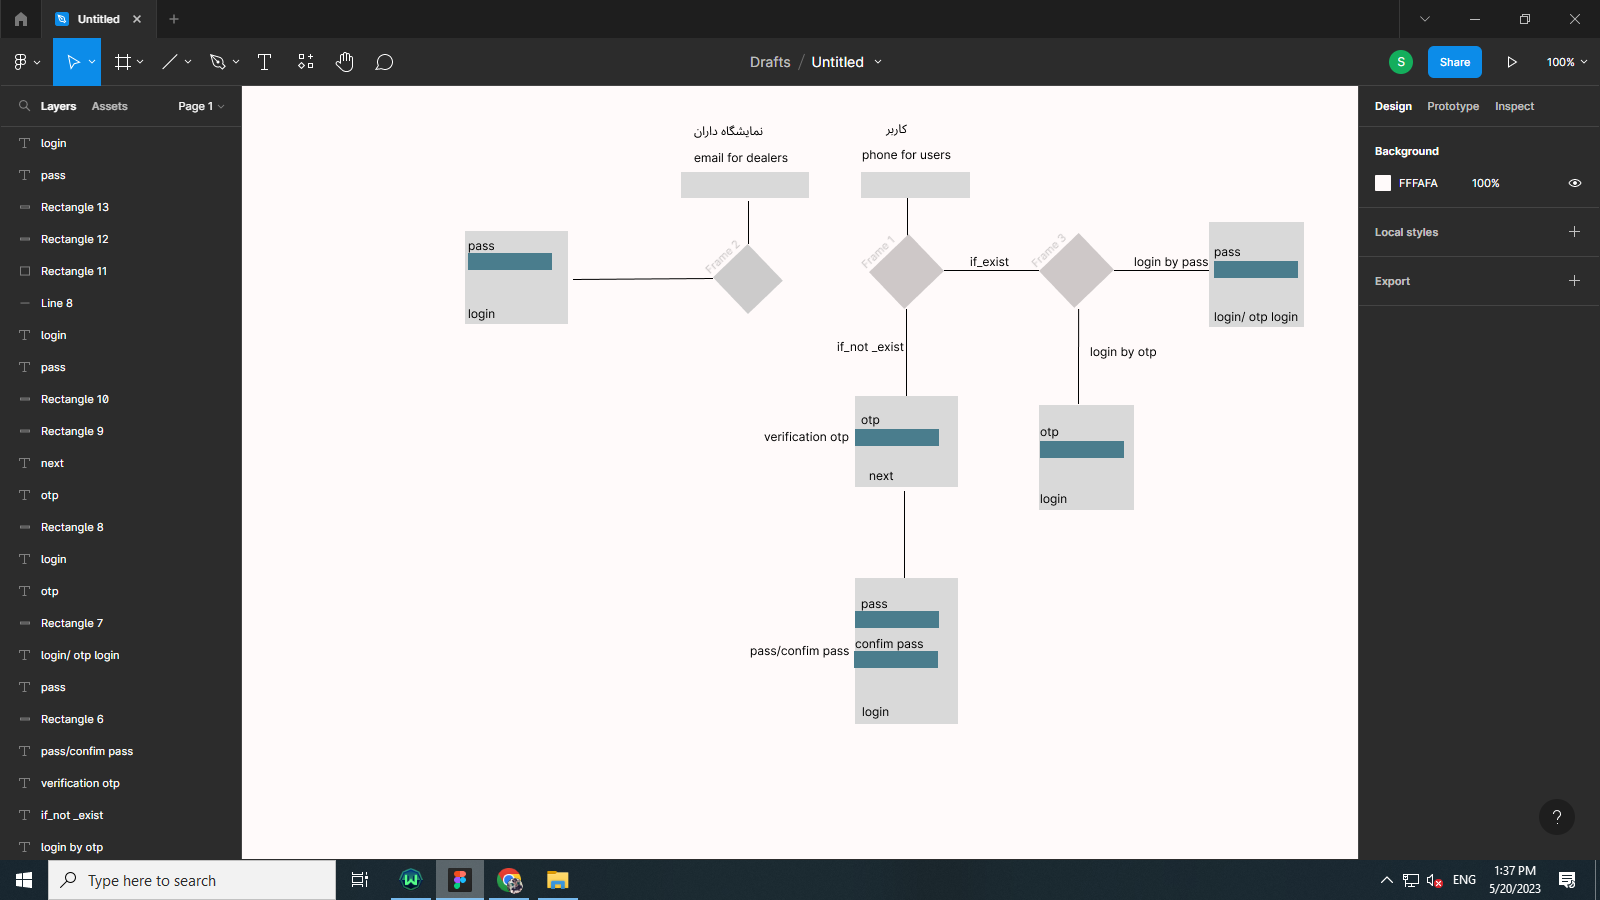 Untitled
Drafts / Untitled
S
Share
100%
Layers
Assets
Page 1
login
pass
Rectangle 13
Rectangle 12
Rectangle 11
Line 8
login
pass
Rectangle 10
Rectangle 9
next
otp
Rectangle 8
login
otp
Rectangle 7
login/ otp login
pass
Rectangle 6
pass/confim pass
verification otp
if_not _exist
login by otp
نمایشگاه داران
email for dealers
کاربر
phone for users
pass
login
Frame 2
Frame 1
if_exist
Frame 3
login by pass
pass
login/ otp login
if_not _exist
login by otp
otp
verification otp
next
otp
login
pass
confim pass
pass/confim pass
login
Design
Prototype
Inspect
Background
FFFAFA
100%
Local styles
Export
?
Type here to search
ENG
1:37 PM
5/20/2023